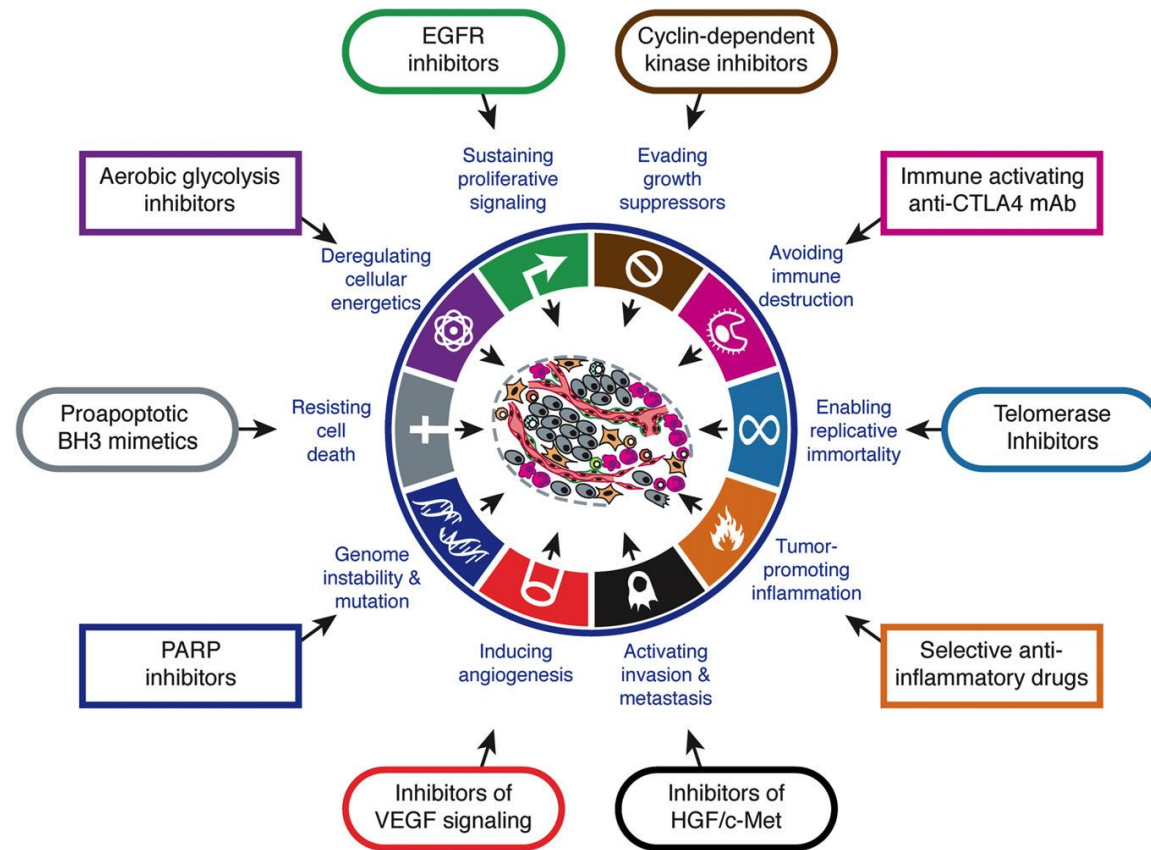 EGFR
inhibitors
Cyclin-dependent
kinase inhibitors
Sustaining
proliferative
signaling
Evading
growth
suppressors
Aerobic glycolysis
inhibitors
Immune activating
anti-CTLA4 mAb
Deregulating
cellular
energetics
Avoiding
immune
destruction
Proapoptotic
BH3 mimetics
Resisting
cell
death
Enabling
replicative
immortality
Telomerase
Inhibitors
Genome
instability &
mutation
Tumor-
promoting
inflammation
PARP
inhibitors
Inducing
angiogenesis
Activating
invasion &
metastasis
Selective anti-
inflammatory drugs
Inhibitors of
VEGF signaling
Inhibitors of
HGF/c-Met